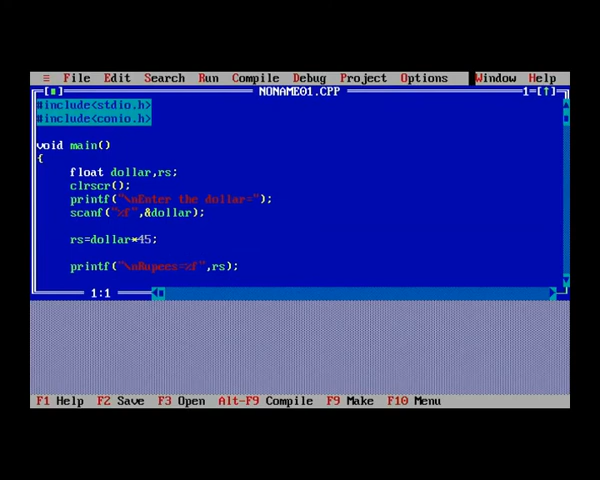 ≡ File Edit Search Run Compile Debug Project Options Window Help
[■] NONAME01.CPP 1=[↑]
#include<stdio.h>
#include<conio.h>
void main()
{
float dollar,rs;
clrscr();
printf("\nEnter the dollar=");
scanf("%f",&dollar);
rs=dollar*45;
printf("\nRupees=%f",rs);
1:1
F1 Help F2 Save F3 Open Alt-F9 Compile F9 Make F10 Menu